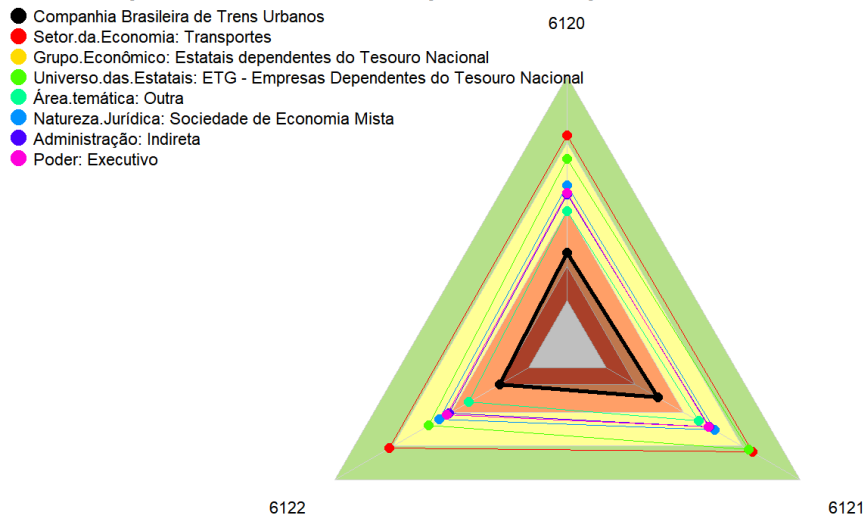 Companhia Brasileira de Trens Urbanos
Setor.da.Economia: Transportes
Grupo.Econômico: Estatais dependentes do Tesouro Nacional
Universo.das.Estatais: ETG - Empresas Dependentes do Tesouro Nacional
Área.temática: Outra
Natureza.Jurídica: Sociedade de Economia Mista
Administração: Indireta
Poder: Executivo
6120
6122
6121